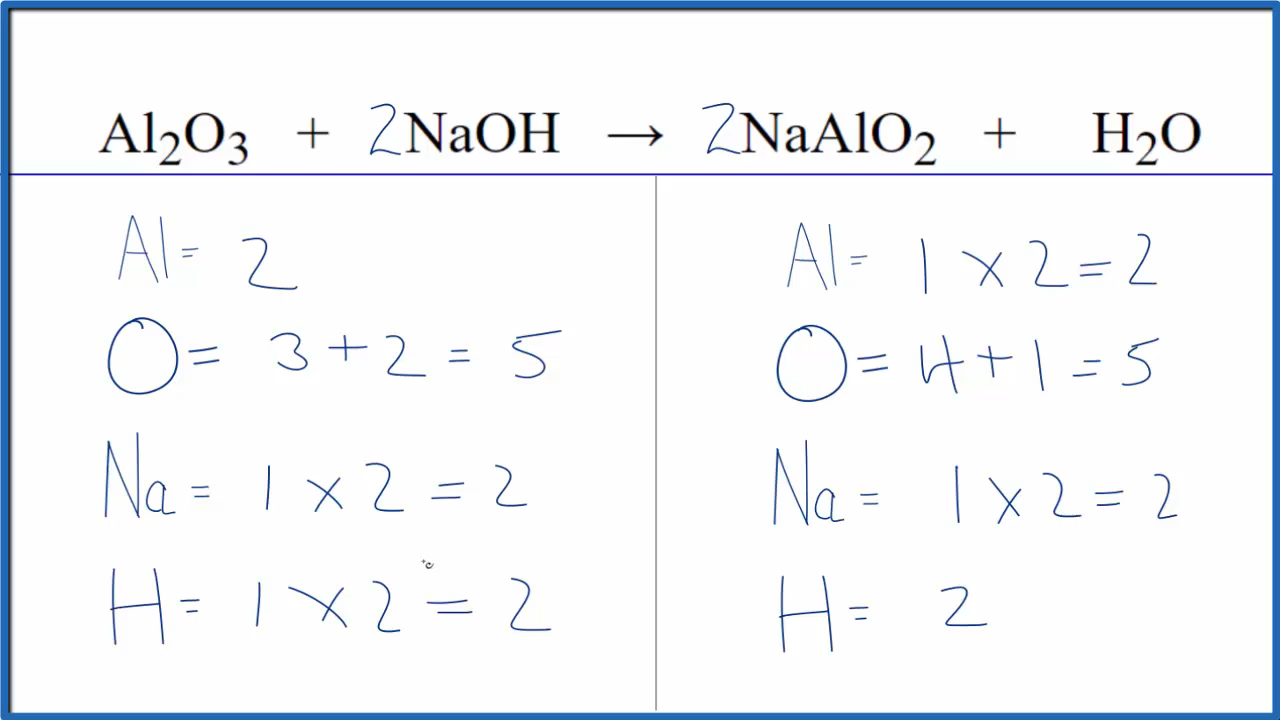 Al₂O₃ + 2NaOH → 2NaAlO₂ + H₂O
Al = 2
O = 3 + 2 = 5
Na = 1 x 2 = 2
H = 1 x 2 = 2
Al = 1 x 2 = 2
O = 4 + 1 = 5
Na = 1 x 2 = 2
H = 2